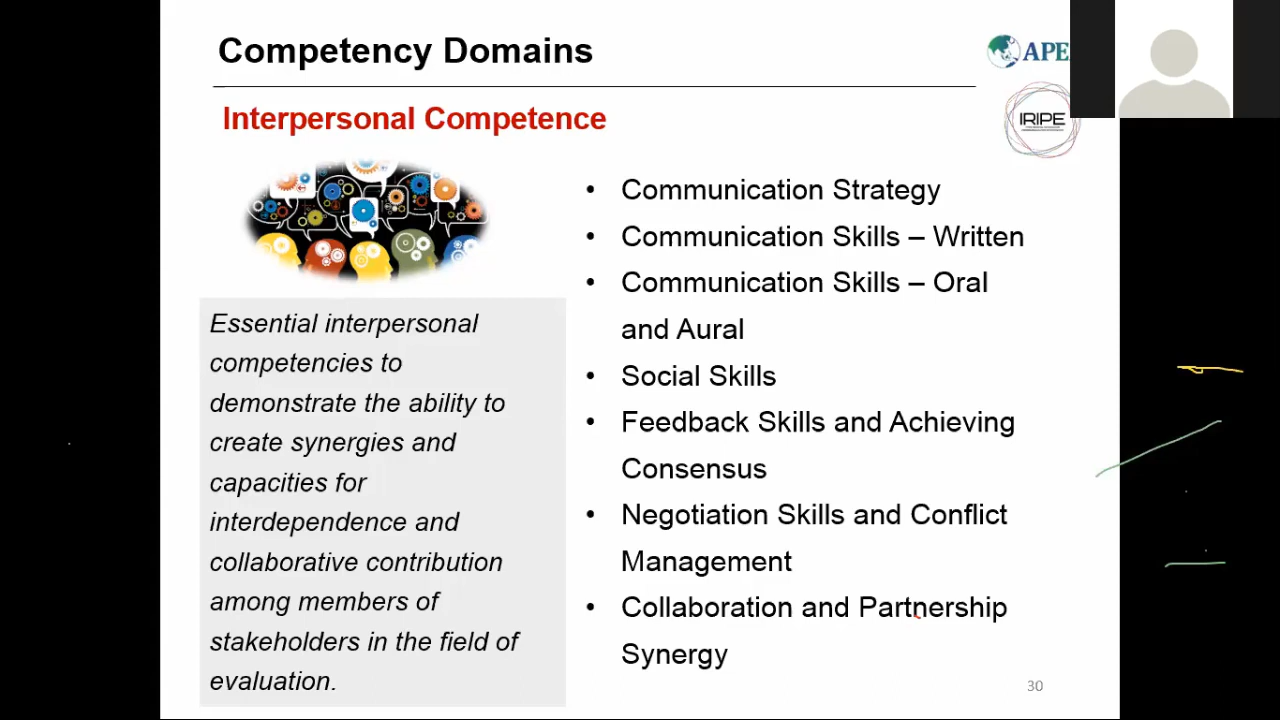 Competency Domains
APE
Interpersonal Competence
IRIPE
• Communication Strategy
• Communication Skills – Written
• Communication Skills – Oral
and Aural
• Social Skills
• Feedback Skills and Achieving
Consensus
• Negotiation Skills and Conflict
Management
• Collaboration and Partnership
Synergy
Essential interpersonal
competencies to
demonstrate the ability to
create synergies and
capacities for
interdependence and
collaborative contribution
among members of
stakeholders in the field of
evaluation.
30